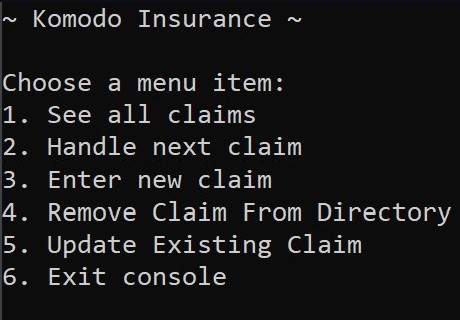 ~ Komodo Insurance ~
Choose a menu item:
1. See all claims
2. Handle next claim
3. Enter new claim
4. Remove Claim From Directory
5. Update Existing Claim
6. Exit console